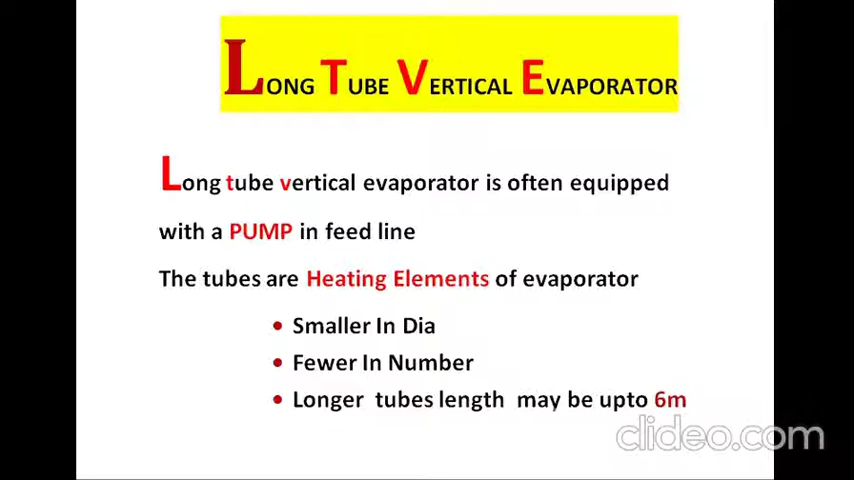 LONG TUBE VERTICAL EVAPORATOR
Long tube vertical evaporator is often equipped
with a PUMP in feed line
The tubes are Heating Elements of evaporator
• Smaller In Dia
• Fewer In Number
• Longer tubes length may be upto 6m
clideo.com